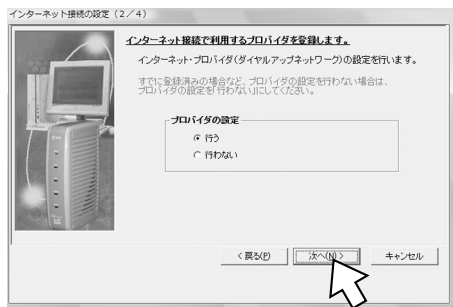 インターネット接続の設定(2/4)
インターネット接続で利用するプロバイダを登録します。
インターネット・プロバイダ(ダイヤルアップネットワーク)の設定を行います。
すでに登録済みの場合など、プロバイダの設定を行わない場合は、
プロバイダの設定を「行わない」にしてください。
プロバイダの設定
行う
行わない
< 戻る(P)
次へ(N) >
キャンセル